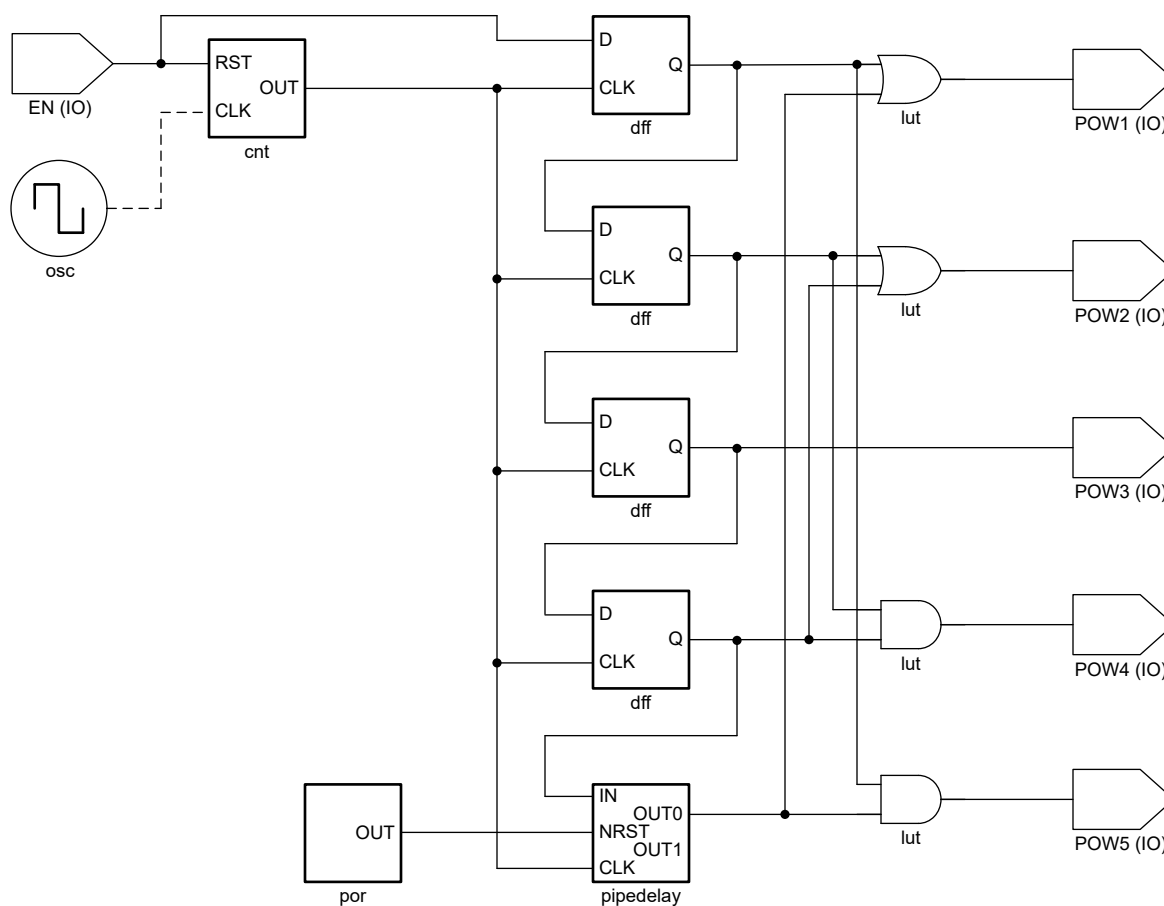 EN (IO)
RST
CLK
OUT
cnt
osc
D
CLK
Q
dff
lut
POW1 (IO)
D
CLK
Q
dff
lut
POW2 (IO)
D
CLK
Q
dff
POW3 (IO)
D
CLK
Q
dff
lut
POW4 (IO)
OUT
por
IN
NRST
CLK
OUT0
OUT1
pipedelay
lut
POW5 (IO)